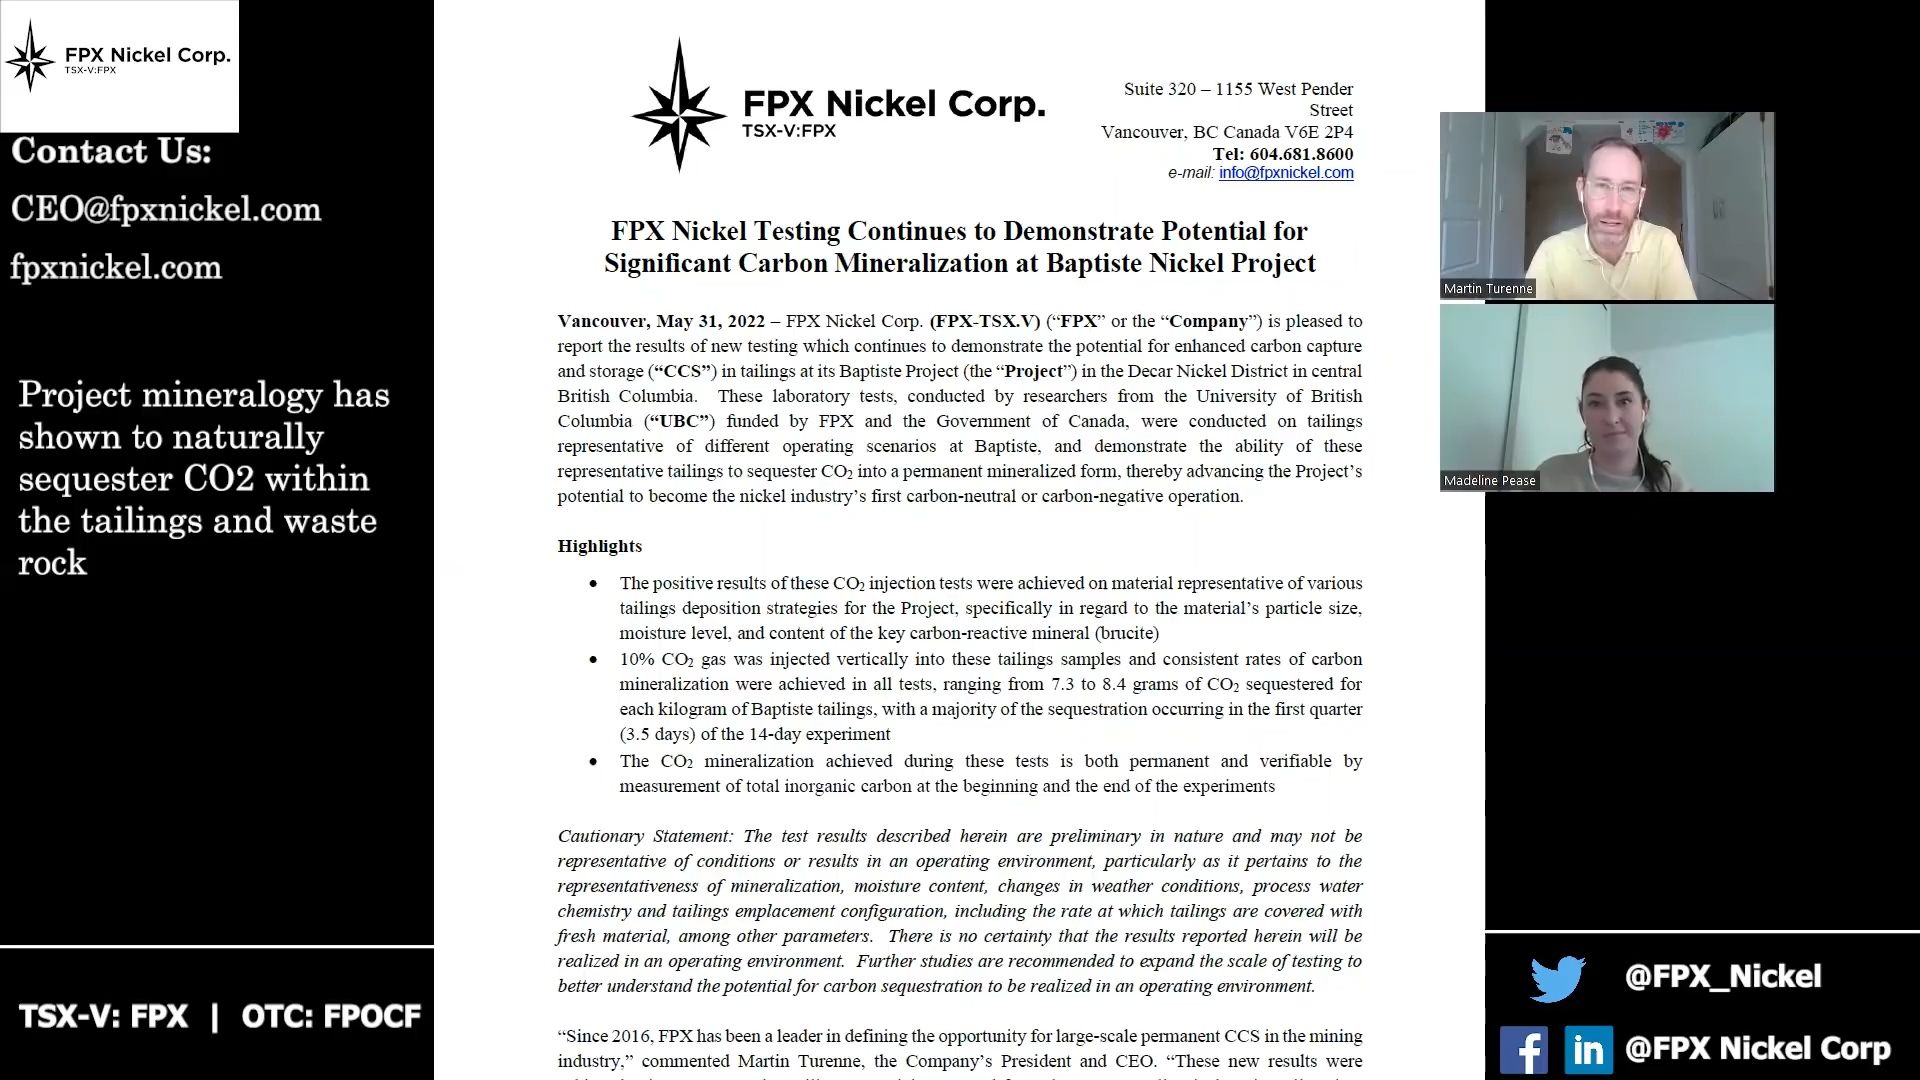 FPX Nickel Corp.
TSX-V:FPX
Contact Us:
CEO@fpxnickel.com
fpxnickel.com
Project mineralogy has
shown to naturally
sequester CO2 within
the tailings and waste
rock
TSX-V: FPX | OTC: FPOCF
FPX Nickel Corp.
TSX-V:FPX
Suite 320 – 1155 West Pender
Street
Vancouver, BC Canada V6E 2P4
Tel: 604.681.8600
e-mail: info@fpxnickel.com
FPX Nickel Testing Continues to Demonstrate Potential for
Significant Carbon Mineralization at Baptiste Nickel Project
Vancouver, May 31, 2022 – FPX Nickel Corp. (FPX-TSX.V) (“FPX” or the “Company”) is pleased to
report the results of new testing which continues to demonstrate the potential for enhanced carbon capture
and storage (“CCS”) in tailings at its Baptiste Project (the “Project”) in the Decar Nickel District in central
British Columbia. These laboratory tests, conducted by researchers from the University of British
Columbia (“UBC”) funded by FPX and the Government of Canada, were conducted on tailings
representative of different operating scenarios at Baptiste, and demonstrate the ability of these
representative tailings to sequester CO₂ into a permanent mineralized form, thereby advancing the Project’s
potential to become the nickel industry’s first carbon-neutral or carbon-negative operation.
Highlights
• The positive results of these CO₂ injection tests were achieved on material representative of various
tailings deposition strategies for the Project, specifically in regard to the material’s particle size,
moisture level, and content of the key carbon-reactive mineral (brucite)
• 10% CO₂ gas was injected vertically into these tailings samples and consistent rates of carbon
mineralization were achieved in all tests, ranging from 7.3 to 8.4 grams of CO₂ sequestered for
each kilogram of Baptiste tailings, with a majority of the sequestration occurring in the first quarter
(3.5 days) of the 14-day experiment
• The CO₂ mineralization achieved during these tests is both permanent and verifiable by
measurement of total inorganic carbon at the beginning and the end of the experiments
Cautionary Statement: The test results described herein are preliminary in nature and may not be
representative of conditions or results in an operating environment, particularly as it pertains to the
representativeness of mineralization, moisture content, changes in weather conditions, process water
chemistry and tailings emplacement configuration, including the rate at which tailings are covered with
fresh material, among other parameters. There is no certainty that the results reported herein will be
realized in an operating environment. Further studies are recommended to expand the scale of testing to
better understand the potential for carbon sequestration to be realized in an operating environment.
“Since 2016, FPX has been a leader in defining the opportunity for large-scale permanent CCS in the mining
industry,” commented Martin Turenne, the Company’s President and CEO. “These new results were
Martin Turenne
Madeline Pease
@FPX_Nickel
@FPX Nickel Corp